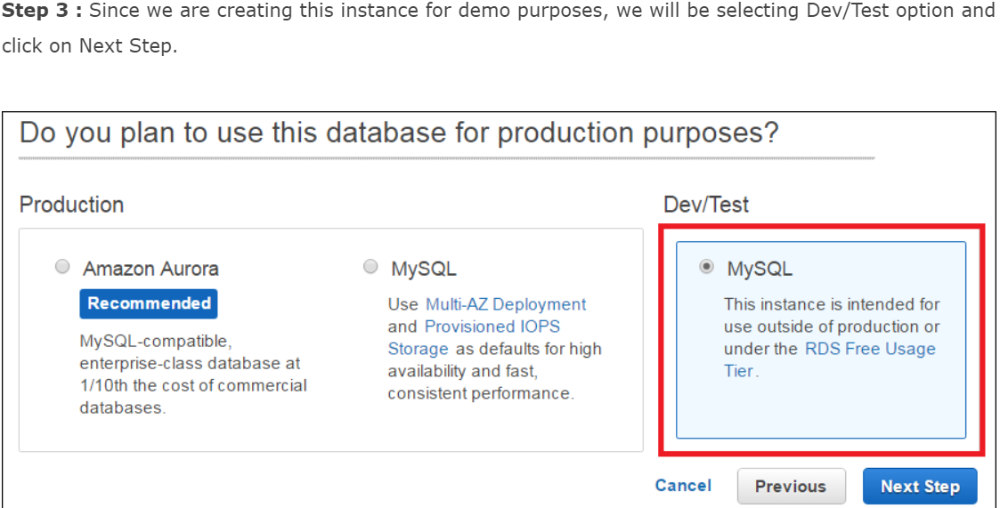 Step 3 : Since we are creating this instance for demo purposes, we will be selecting Dev/Test option and
click on Next Step.
Do you plan to use this database for production purposes?
Production
Amazon Aurora
Recommended
MySQL-compatible,
enterprise-class database at
1/10th the cost of commercial
databases.
MySQL
Use Multi-AZ Deployment
and Provisioned IOPS
Storage as defaults for high
availability and fast,
consistent performance.
Dev/Test
MySQL
This instance is intended for
use outside of production or
under the RDS Free Usage
Tier.
Cancel
Previous
Next Step